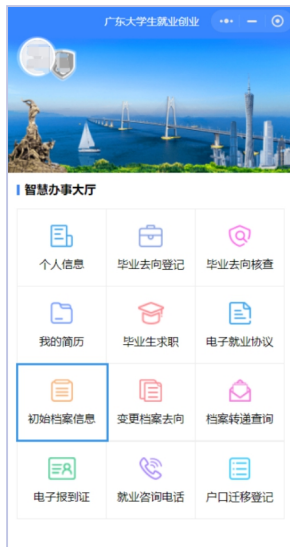 广东大学生就业创业
智慧办事大厅
个人信息
毕业去向登记
毕业去向核查
我的简历
毕业生求职
电子就业协议
初始档案信息
变更档案去向
档案转递查询
电子报到证
就业咨询电话
户口迁移登记